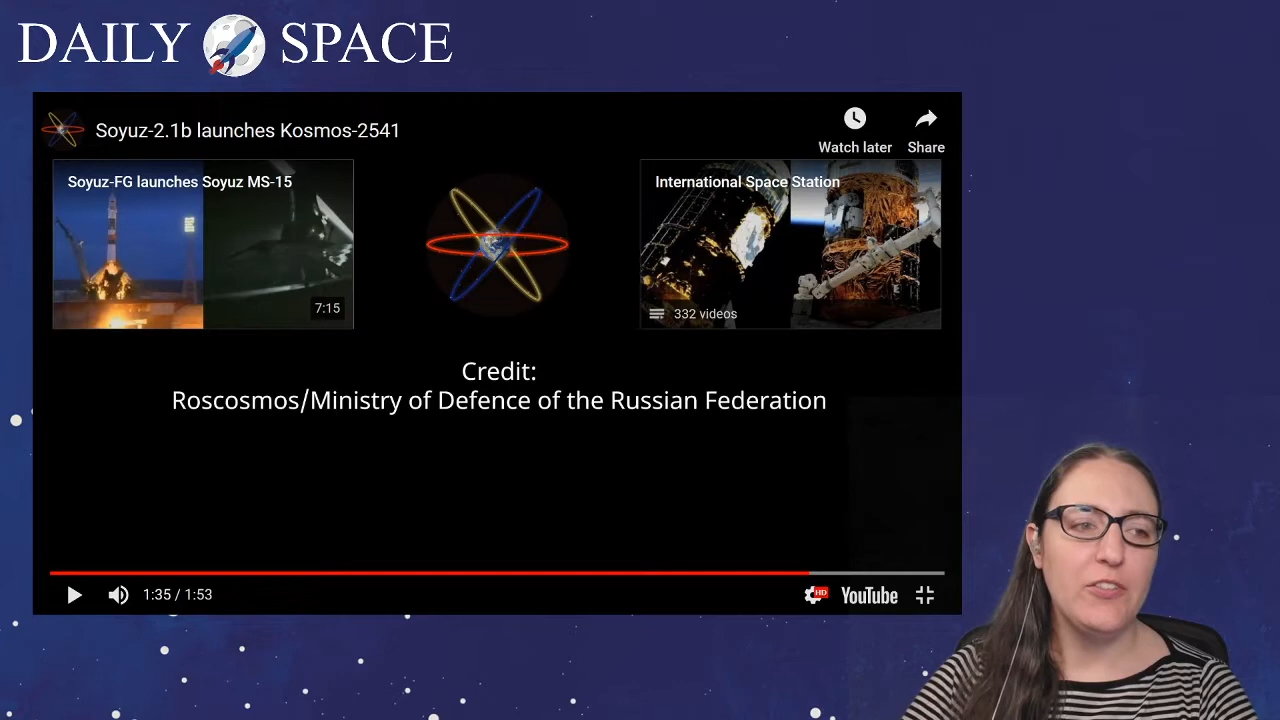 DAILY SPACE
Soyuz-2.1b launches Kosmos-2541
Watch later
Share
Soyuz-FG launches Soyuz MS-15
7:15
International Space Station
332 videos
Credit:
Roscosmos/Ministry of Defence of the Russian Federation
1:35 / 1:53
HD
YouTube